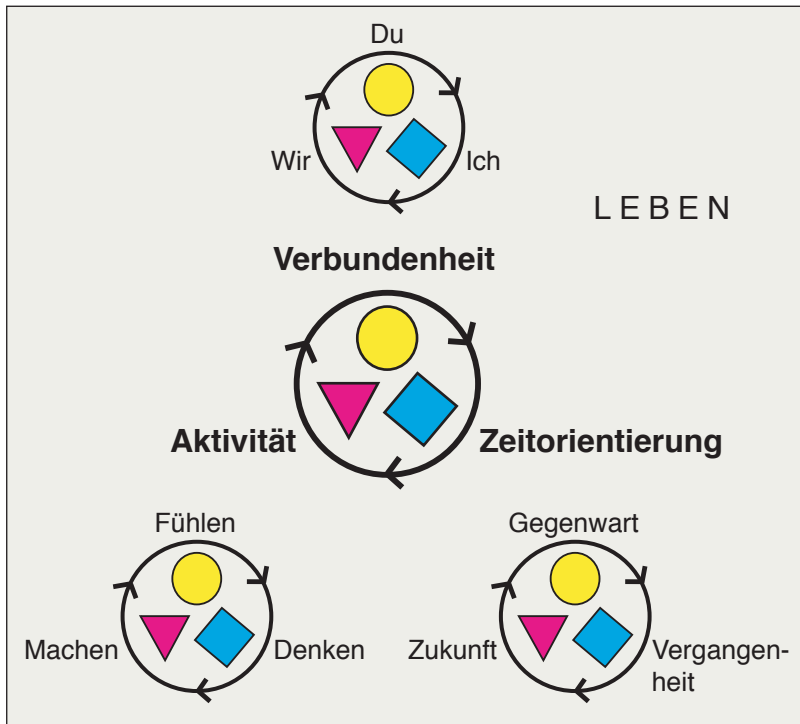 Du
Wir
Ich
L E B E N
Verbundenheit
Aktivität
Zeitorientierung
Fühlen
Machen
Denken
Gegenwart
Zukunft
Vergangen-
heit